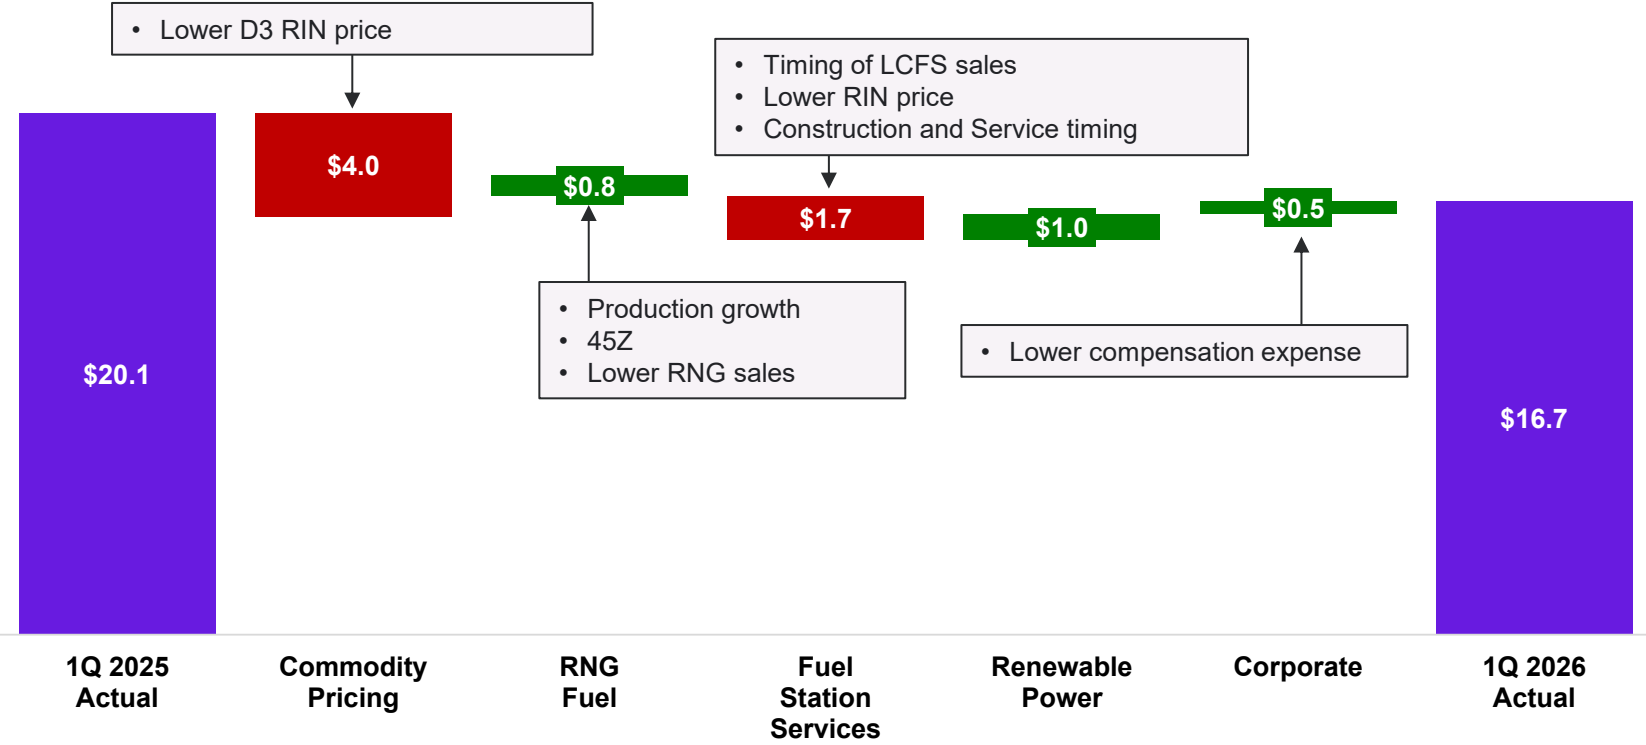 • Lower D3 RIN price
• Timing of LCFS sales
• Lower RIN price
• Construction and Service timing
$4.0
$0.8
$1.7
$1.0
$0.5
• Production growth
• 45Z
• Lower RNG sales
• Lower compensation expense
$20.1
$16.7
1Q 2025
Actual
Commodity
Pricing
RNG
Fuel
Fuel
Station
Services
Renewable
Power
Corporate
1Q 2026
Actual